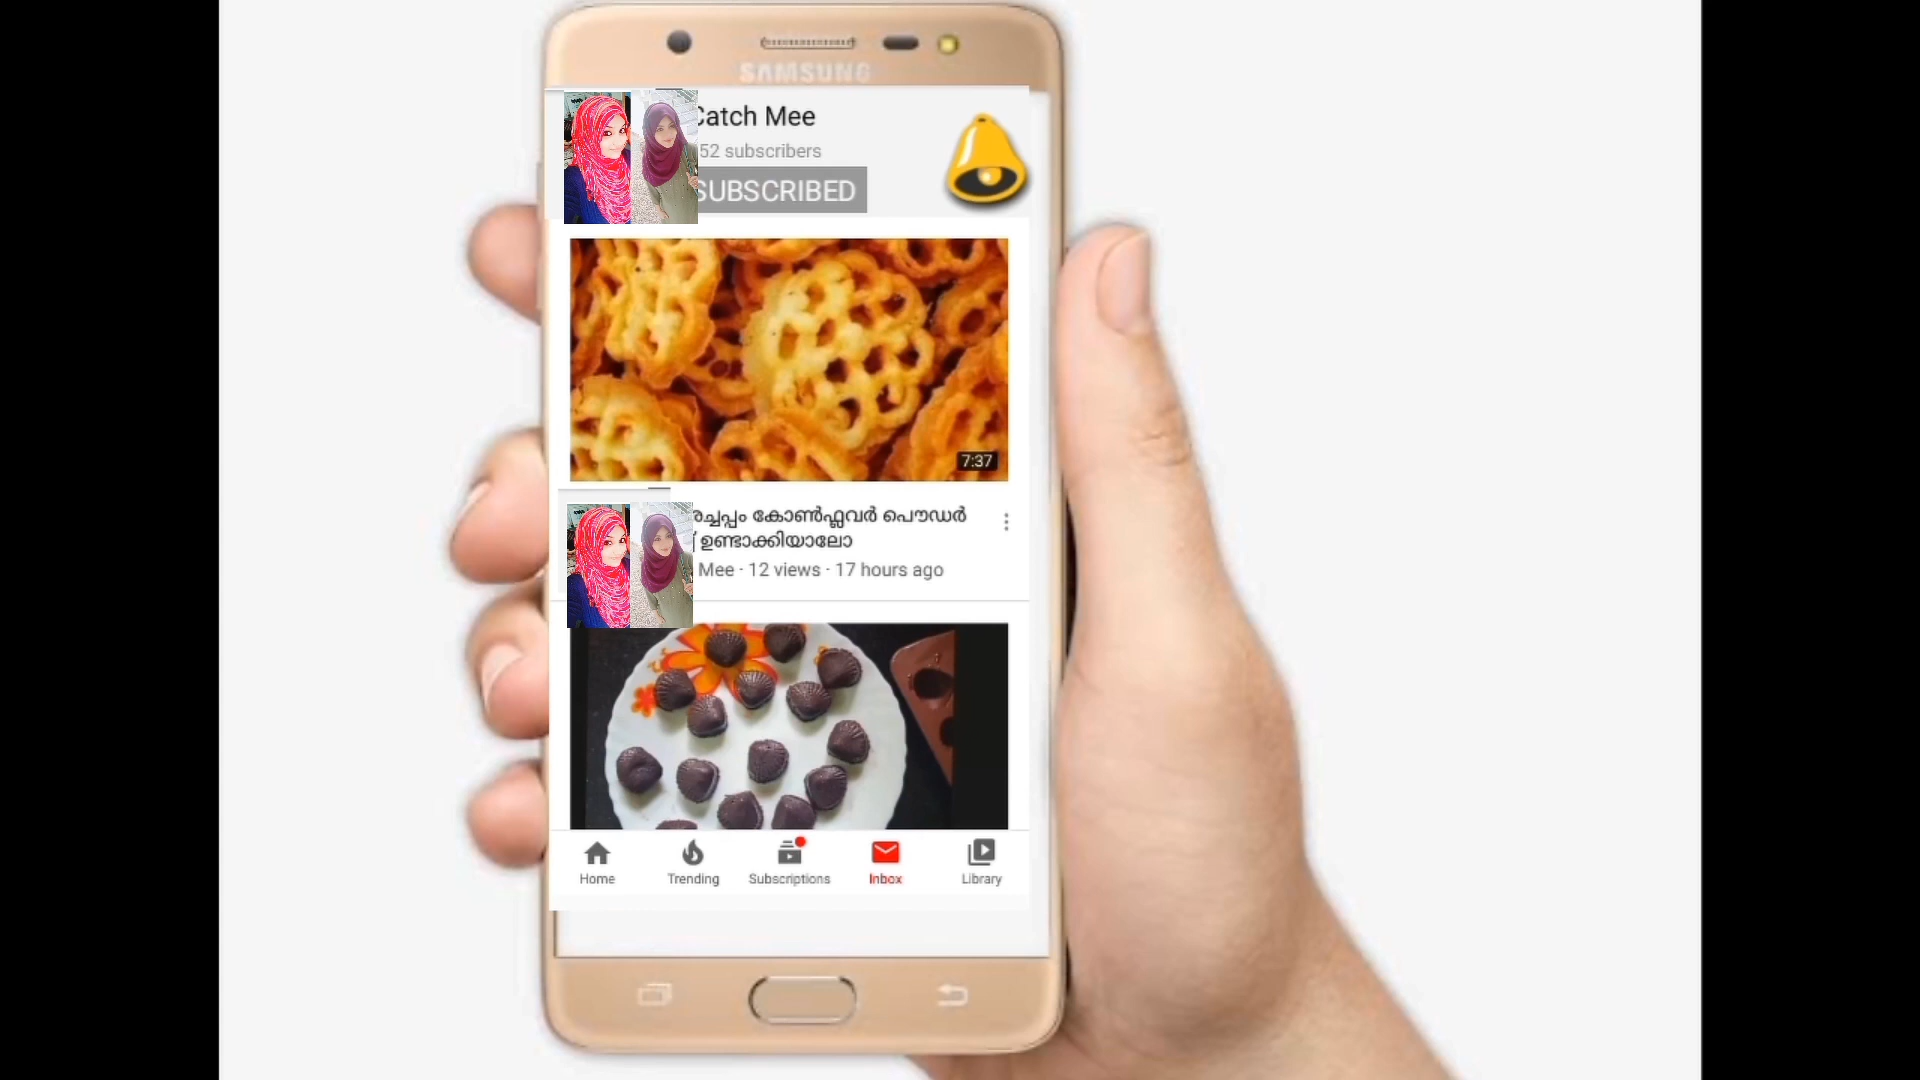 SAMSUNG
Catch Mee
52 subscribers
SUBSCRIBED
7:37
ച്ചപ്പം കോൺഫ്ലവർ പൌഡർ
ഉണ്ടാക്കിയാലോ
Mee · 12 views · 17 hours ago
Home
Trending
Subscriptions
Inbox
Library